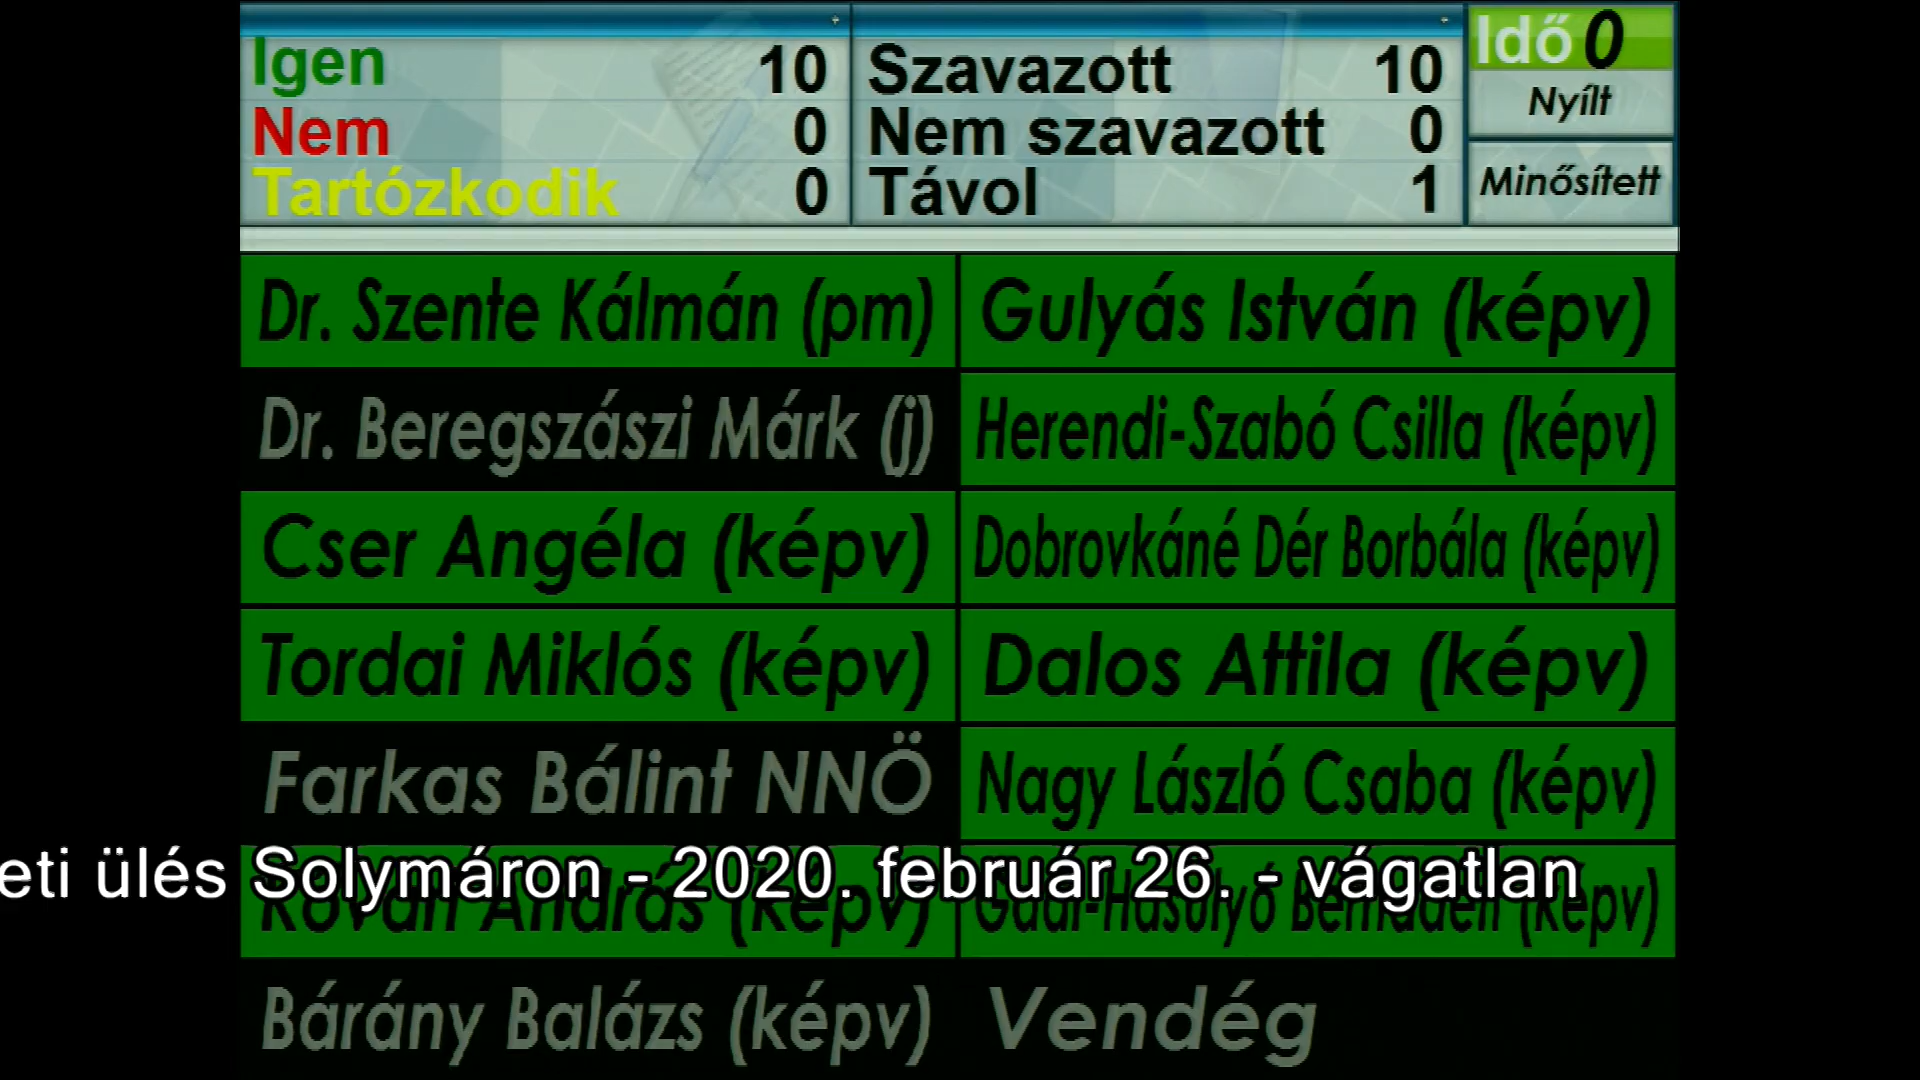 Igen 10
Nem 0
Tartózkodik 0
Szavazott 10
Nem szavazott 0
Távol 1
Idő 0
Nyílt
Minősített
Dr. Szente Kálmán (pm)
Gulyás István (képv)
Dr. Beregszászi Márk (j)
Herendi-Szabó Csilla (képv)
Cser Angéla (képv)
Dobrovkáné Dér Borbála (képv)
Tordai Miklós (képv)
Dalos Attila (képv)
Farkas Bálint NNÖ
Nagy László Csaba (képv)
eti ülés Solymáron - 2020. február 26. - vágatlan
András (képv)
(képv)
Bárány Balázs (képv)
Vendég